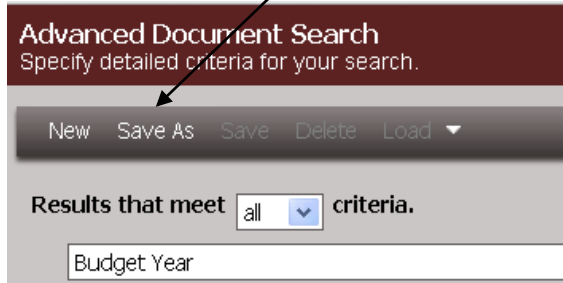 Advanced Document Search
Specify detailed criteria for your search.
New Save As Save Delete Load
Results that meet all criteria.
Budget Year